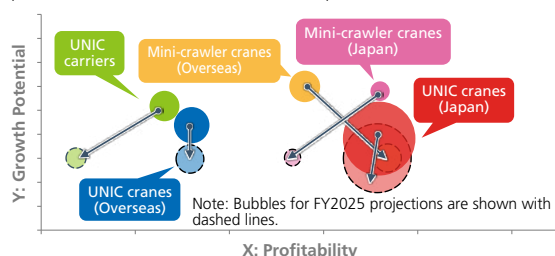 Mini-crawler cranes
(Japan)
UNIC
carriers
Mini-crawler cranes
(Overseas)
UNIC cranes
(Japan)
UNIC cranes
(Overseas)
Note: Bubbles for FY2025 projections are shown with
dashed lines.
Y: Growth Potential
X: Profitability